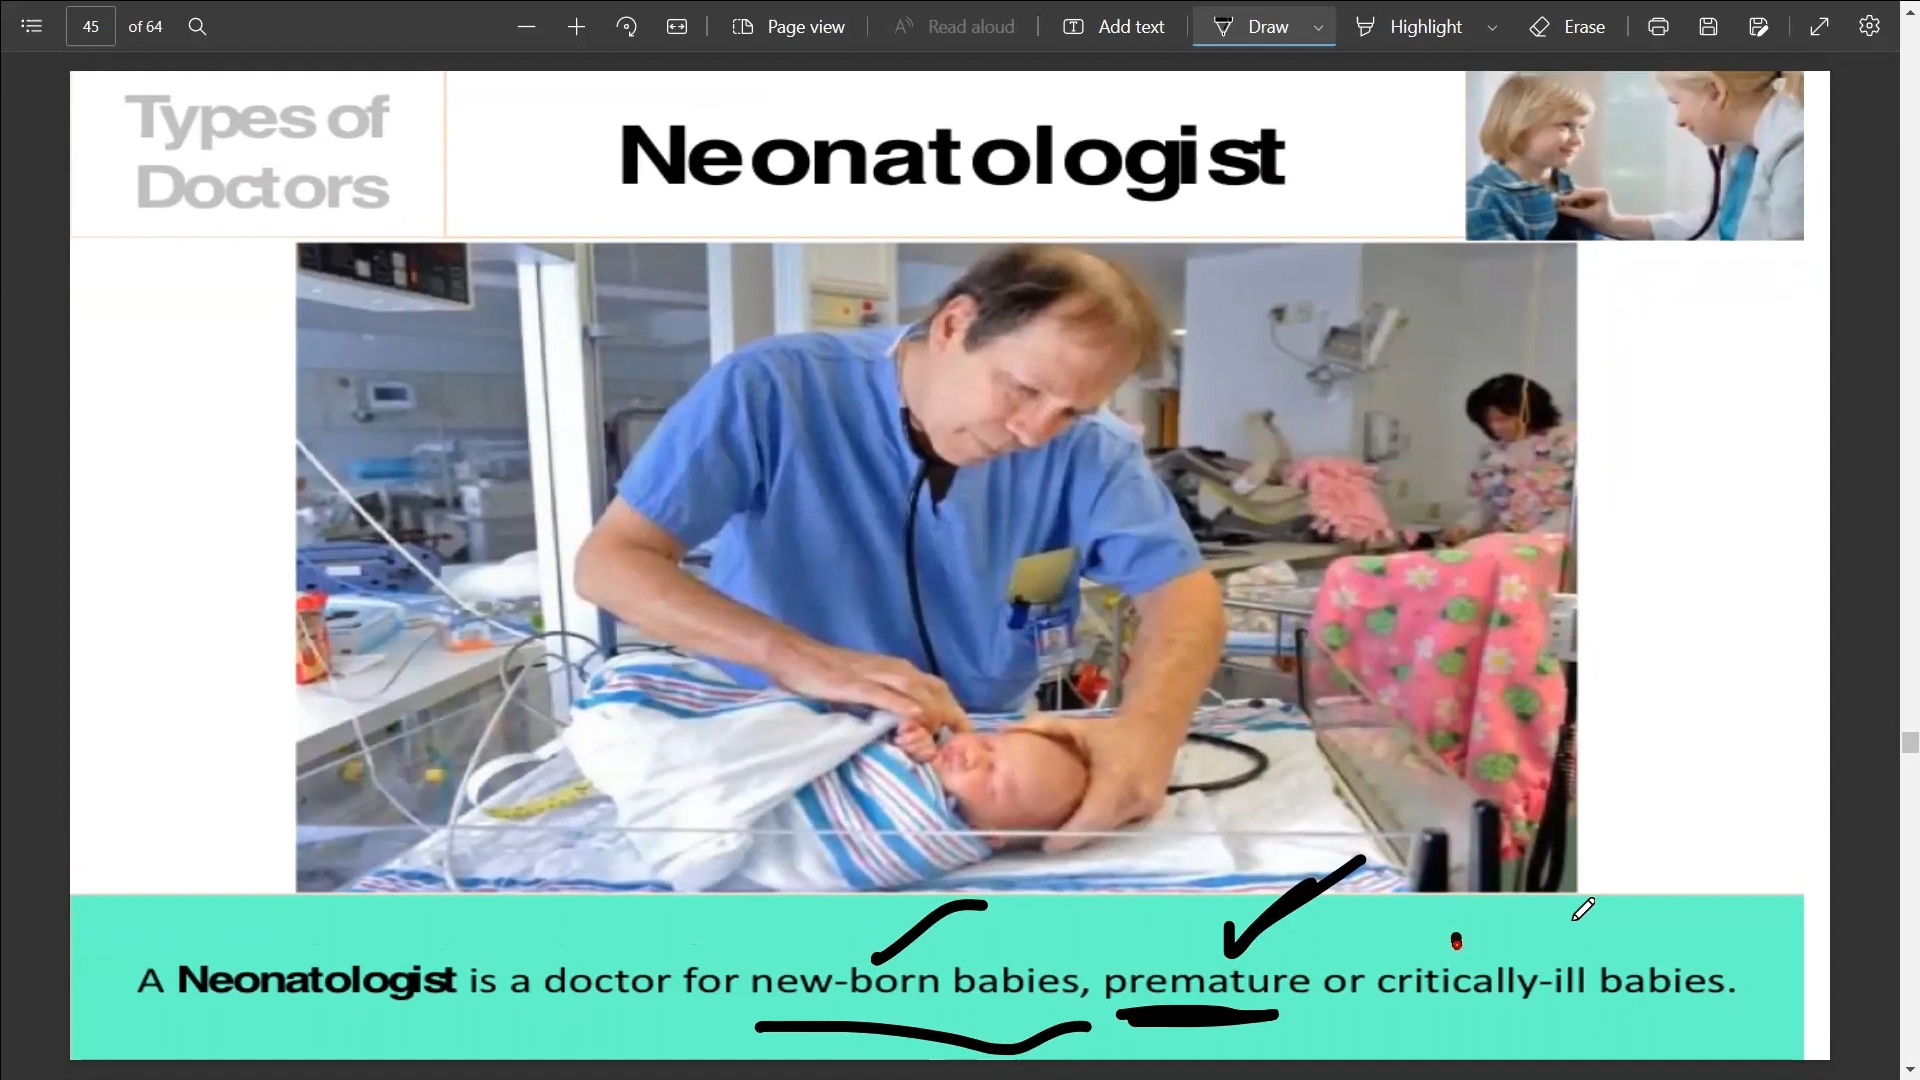 45 of 64 Page view Read aloud Add text Draw Highlight Erase
Types of
Doctors
Neonatologist
A Neonatologist is a doctor for new-born babies, premature or critically-ill babies.